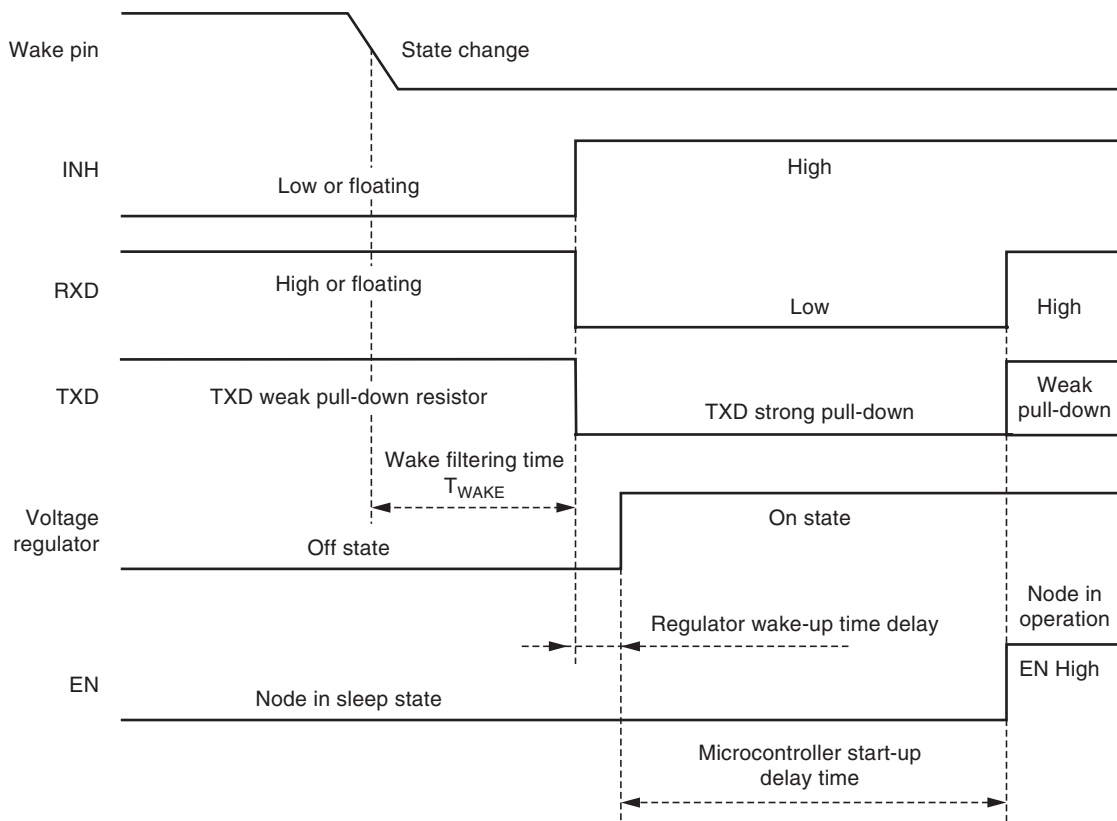 Wake pin
State change
INH
Low or floating
High
RXD
High or floating
Low
High
TXD
TXD weak pull-down resistor
TXD strong pull-down
Weak
pull-down
Wake filtering time
TWAKE
Voltage
regulator
Off state
On state
Regulator wake-up time delay
Node in
operation
EN
Node in sleep state
EN High
Microcontroller start-up
delay time